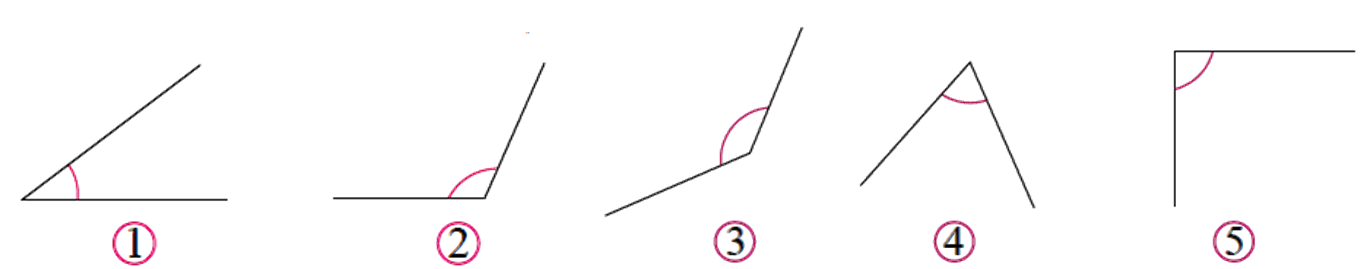 ① ② ③ ④ ⑤